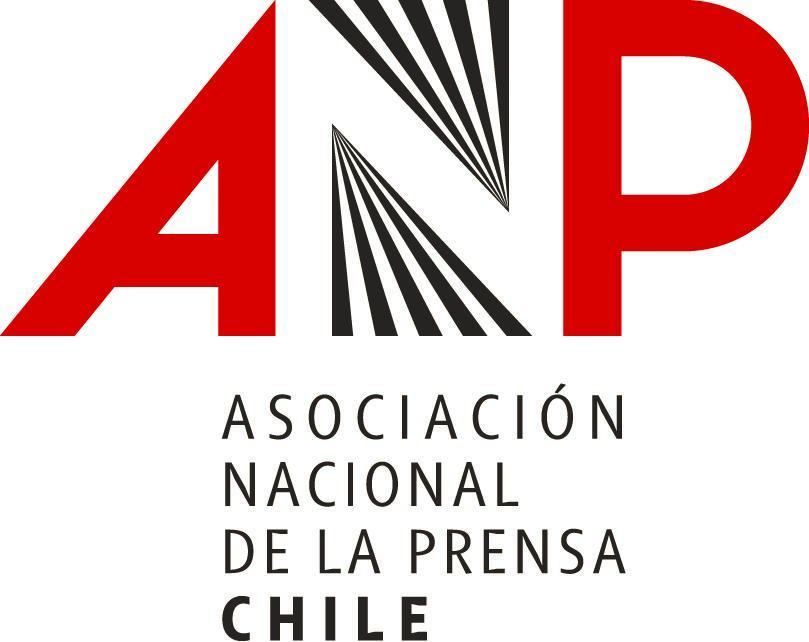 ANP
ASOCIACIÓN
NACIONAL
DE LA PRENSA
CHILE